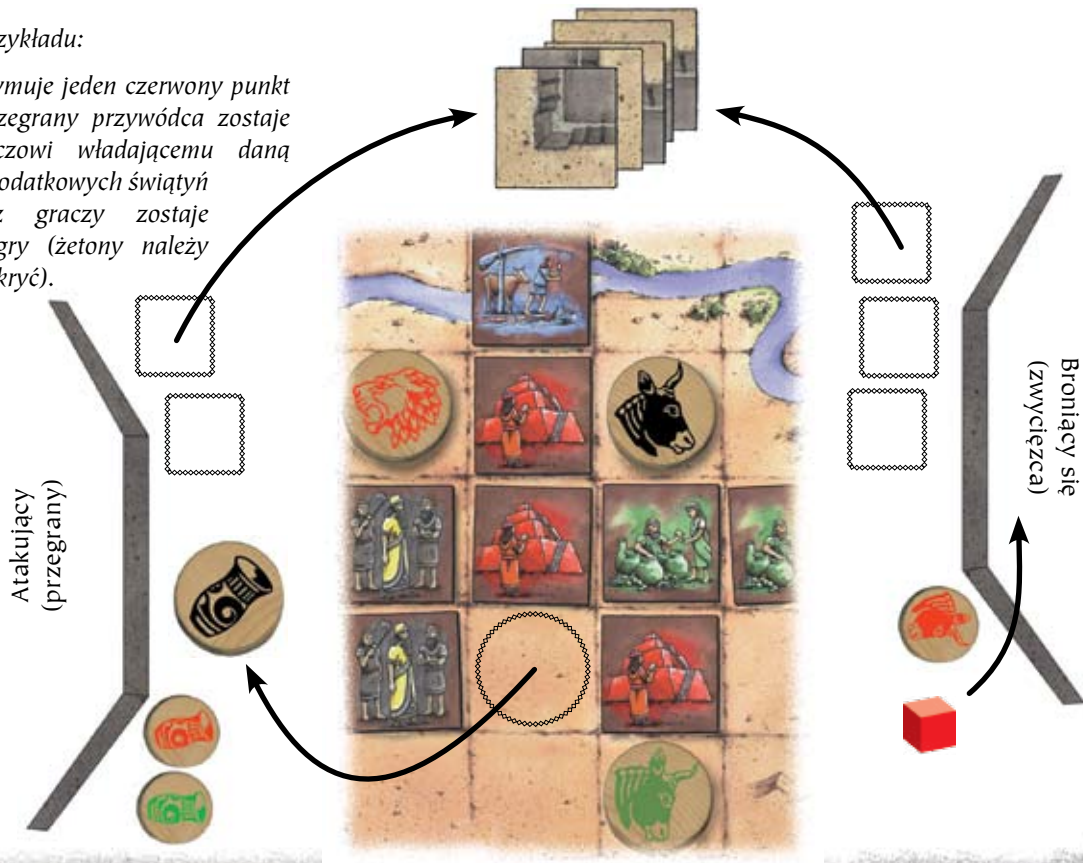 zykładu:
ymuje jeden czerwony punkt
zegrany przywódca zostaje
czowi władającemu daną
odatkowych świątyń
z graczy zostaje
gry (żetony należy
kryć).
Atakujący
(przegrany)
Broniący się
(zwycięzca)